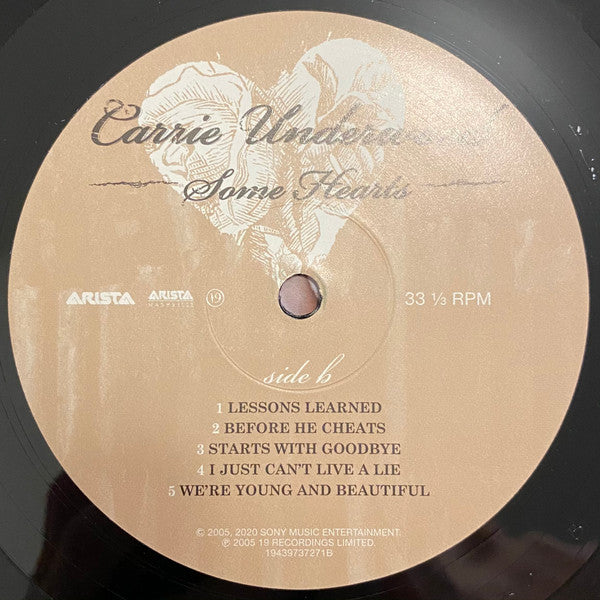 Carrie Underwood
Some Hearts
ARISTA
ARISTA
NASHVILLE
19
33 ⅓ RPM
side b
1 LESSONS LEARNED
2 BEFORE HE CHEATS
3 STARTS WITH GOODBYE
4 I JUST CAN'T LIVE A LIE
5 WE'RE YOUNG AND BEAUTIFUL
© 2005, 2020 SONY MUSIC ENTERTAINMENT.
℗ 2005 19 RECORDINGS LIMITED.
19439737271B